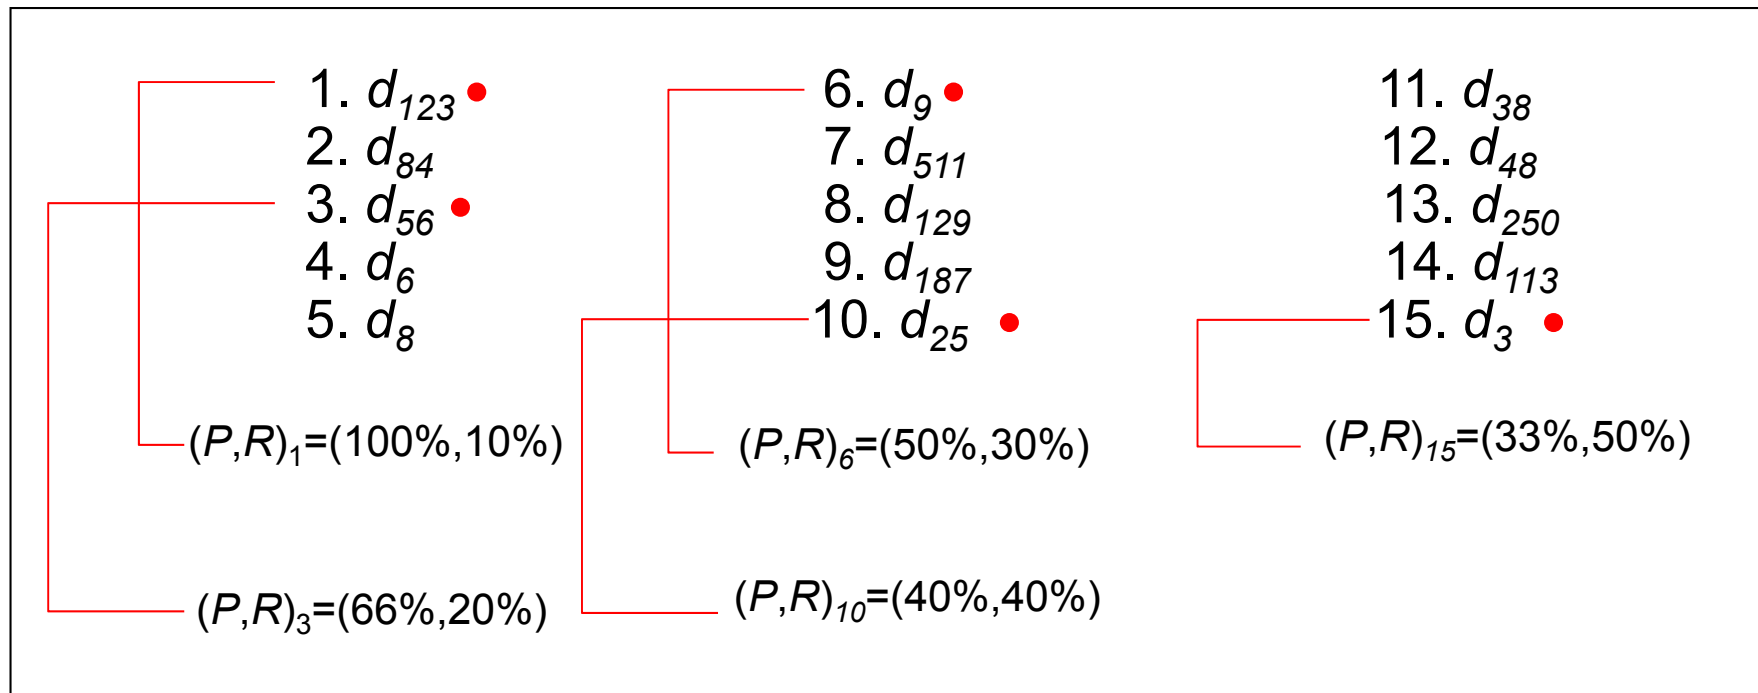 1. d123
2. d84
3. d56
4. d6
5. d8
(P,R)1=(100%,10%)
(P,R)3=(66%,20%)
6. d9
7. d511
8. d129
9. d187
10. d25
(P,R)6=(50%,30%)
(P,R)10=(40%,40%)
11. d38
12. d48
13. d250
14. d113
15. d3
(P,R)15=(33%,50%)